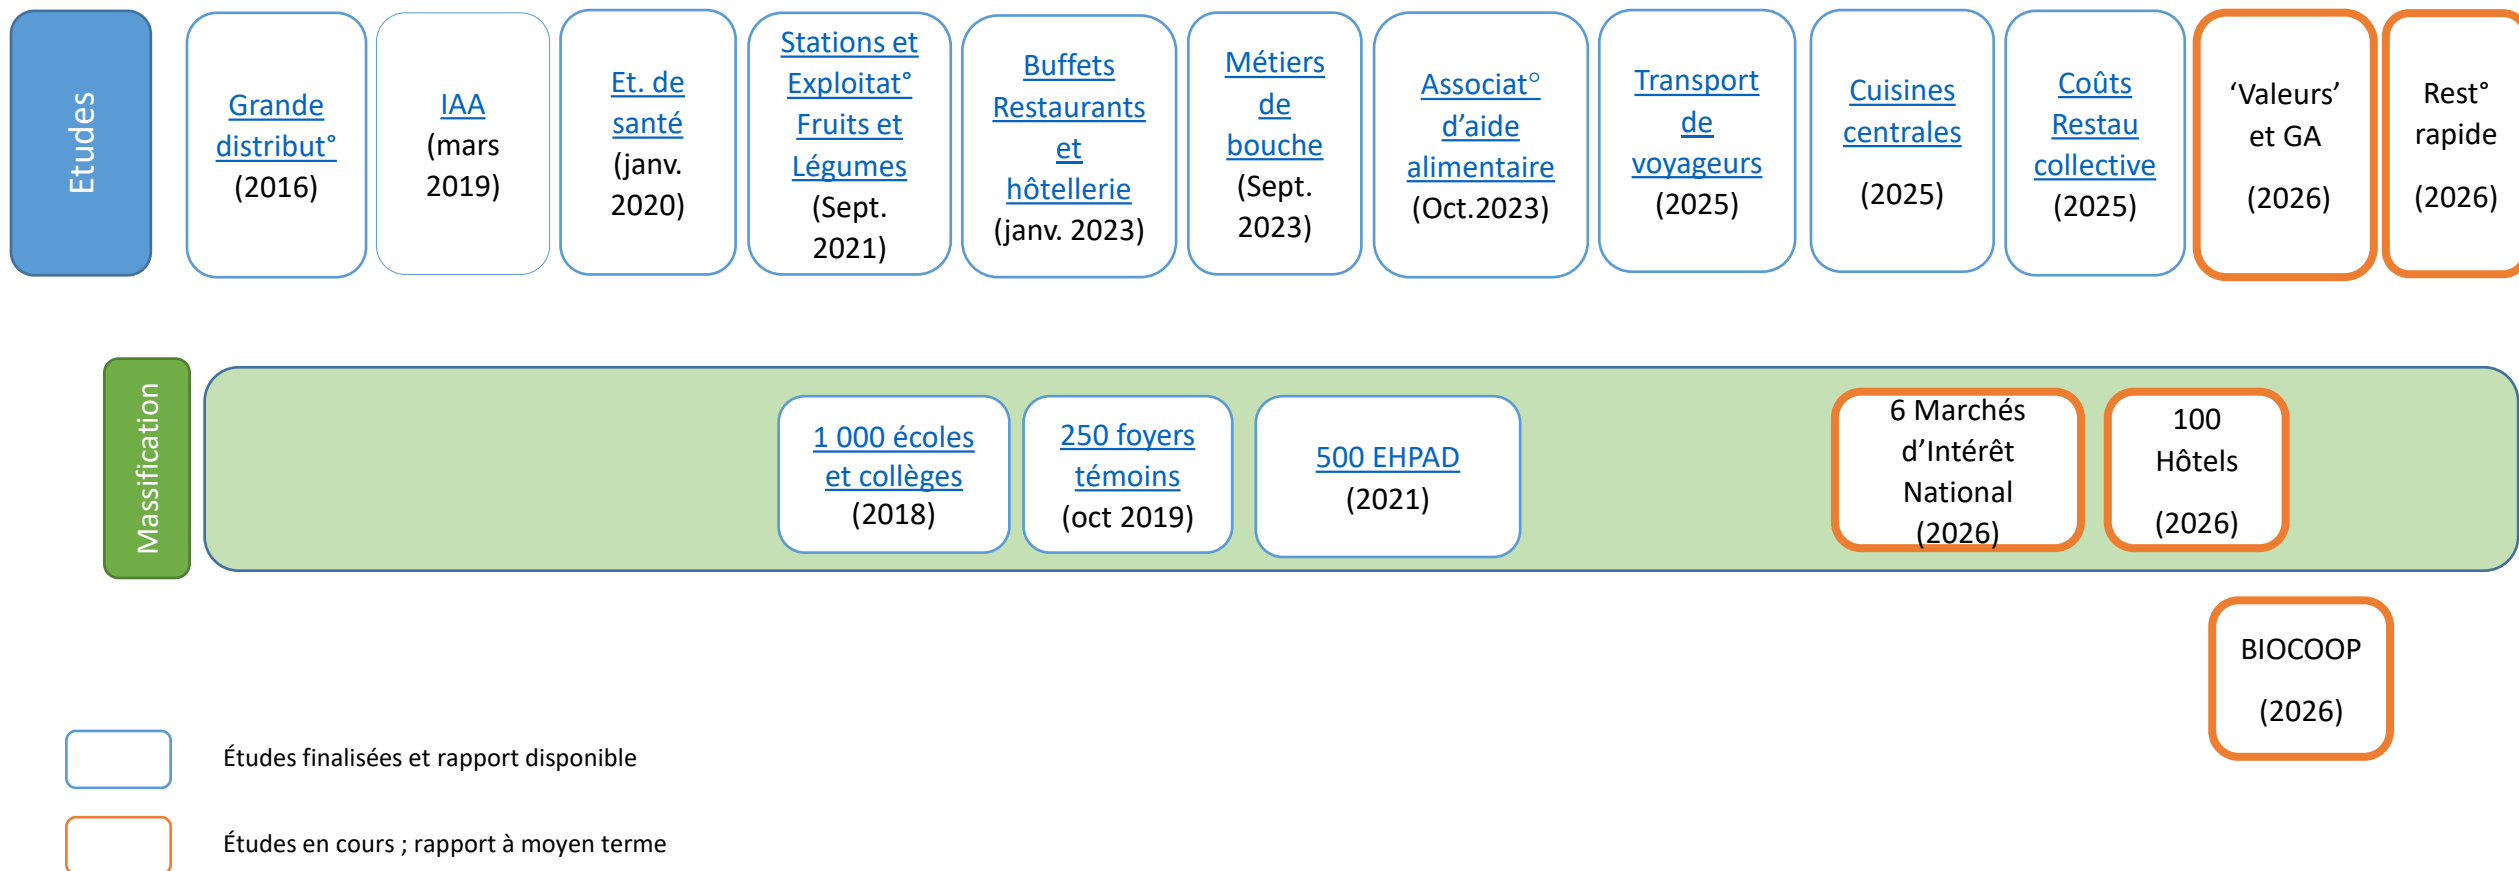 Etudes
Grande
distribut°
(2016)
IAA
(mars
2019)
Et. de
santé
(janv.
2020)
Stations et
Exploitat°
Fruits et
Légumes
(Sept.
2021)
Buffets
Restaurants
et
hôtellerie
(janv. 2023)
Métiers
de
bouche
(Sept.
2023)
Associat°
d’aide
alimentaire
(Oct.2023)
Transport
de
voyageurs
(2025)
Cuisines
centrales
(2025)
Coûts
Restau
collective
(2025)
‘Valeurs’
et GA
(2026)
Rest°
rapide
(2026)
Massification
1 000 écoles
et collèges
(2018)
250 foyers
témoins
(oct 2019)
500 EHPAD
(2021)
6 Marchés
d’Intérêt
National
(2026)
100
Hôtels
(2026)
BIOCOOP
(2026)
Études finalisées et rapport disponible
Études en cours ; rapport à moyen terme